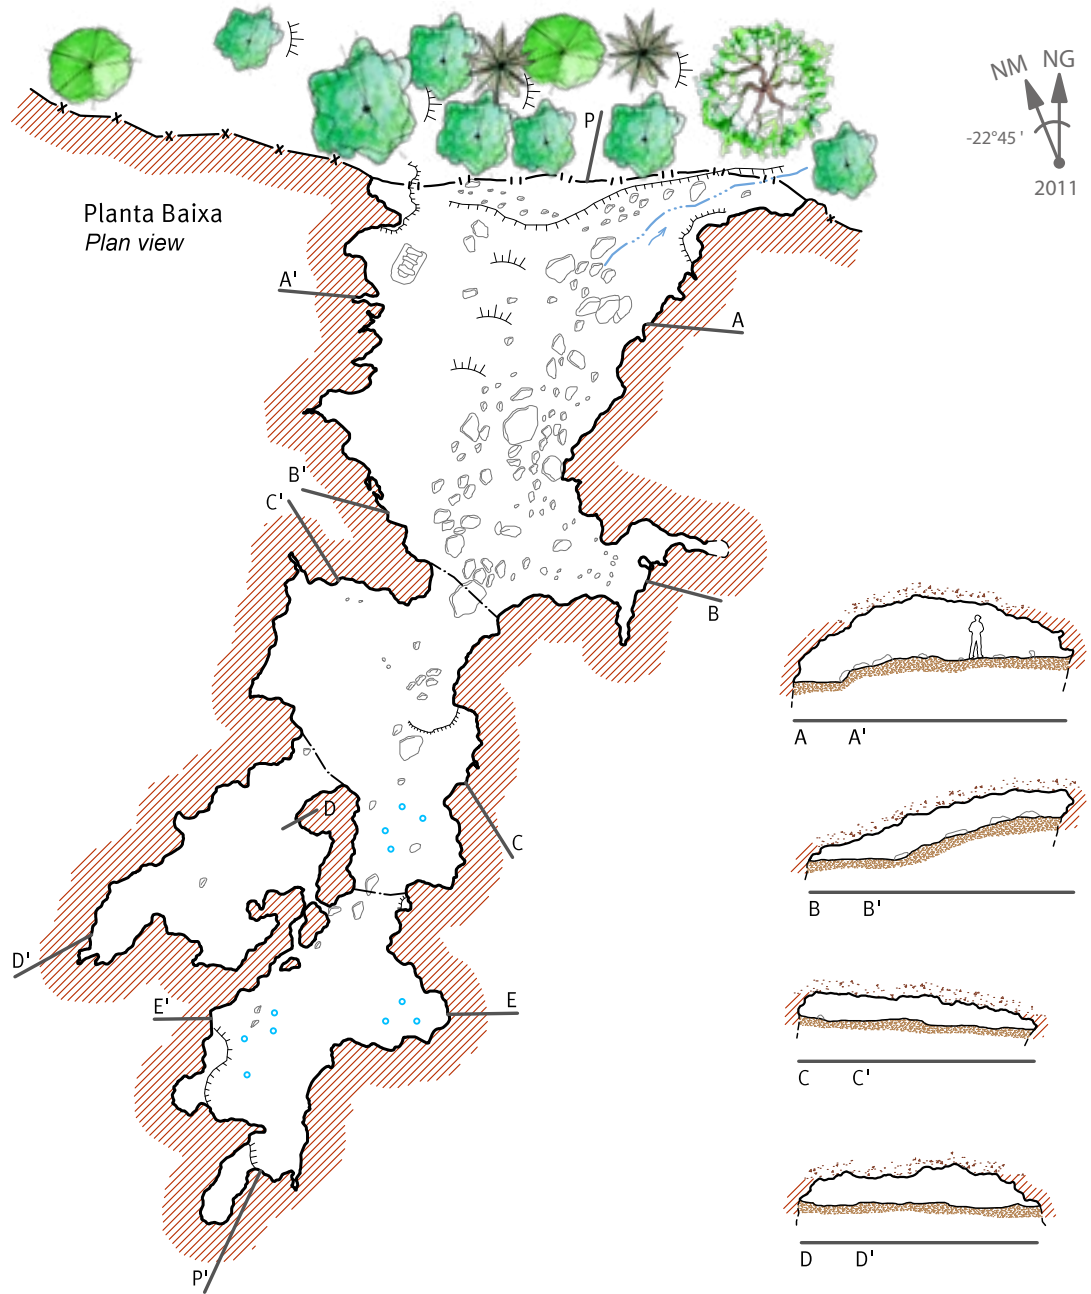 NM NG
-22°45 '
2011
P
Planta Baixa
Plan view
A'
A
B'
C'
B
A A'
D
C
B B'
D'
E'
E
C C'
D D'
P'